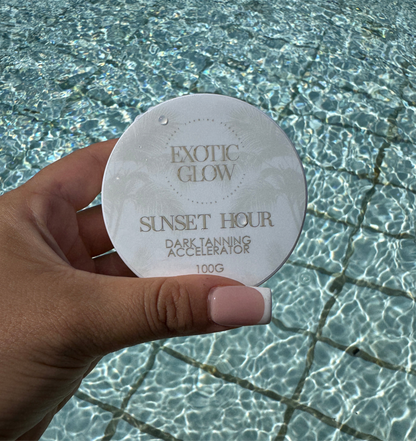 EXOTIC
GLOW
SUNSET HOUR
DARK TANNING
ACCELERATOR
100G